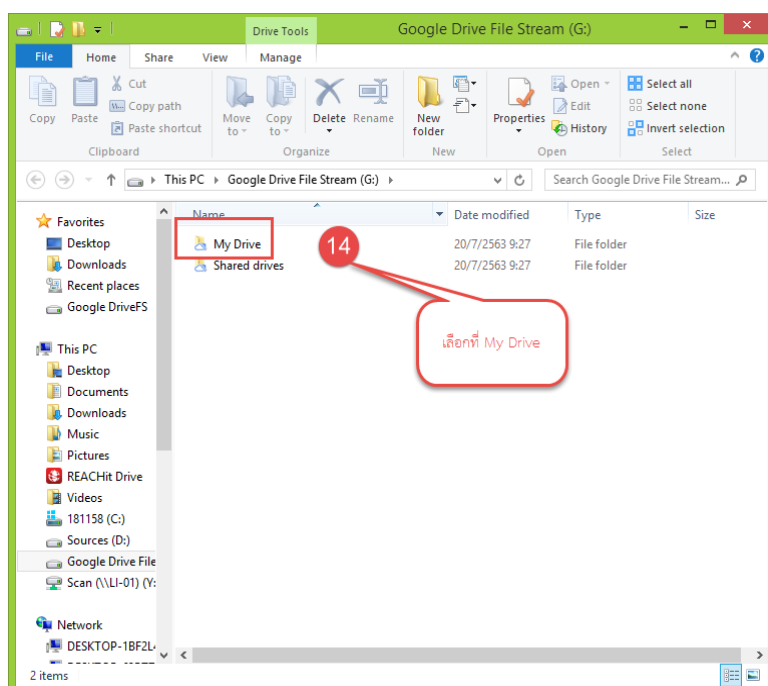 Drive Tools
Google Drive File Stream (G:)
File Home Share View Manage
Copy
Paste
Cut
Copy path
Paste shortcut
Clipboard
Move to
Copy to
Delete
Rename
Organize
New folder
New
Properties
Open
Edit
History
Open
Select all
Select none
Invert selection
Select
This PC Google Drive File Stream (G:)
Search Google Drive File Stream...
Name Date modified Type Size
My Drive 20/7/2563 9:27 File folder
Shared drives 20/7/2563 9:27 File folder
14
เลือกที่ My Drive
Favorites
Desktop
Downloads
Recent places
Google DriveFS
This PC
Desktop
Documents
Downloads
Music
Pictures
REACHit Drive
Videos
181158 (C:)
Sources (D:)
Google Drive File
Scan (\\LI-01) (Y:
Network
DESKTOP-1BF2L
2 items